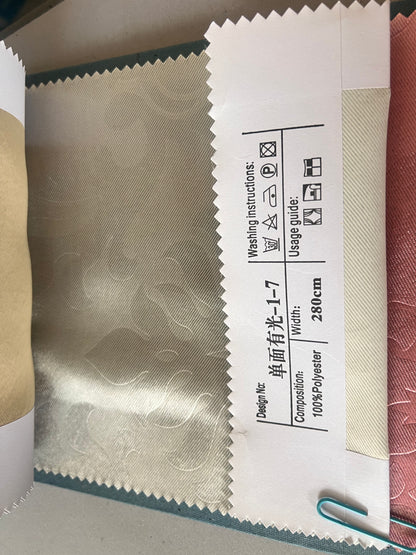 Design No:
单面有光-1-7
Composition:
100%Polyester
Width:
280cm
Washing instructions:
P
Usage guide: